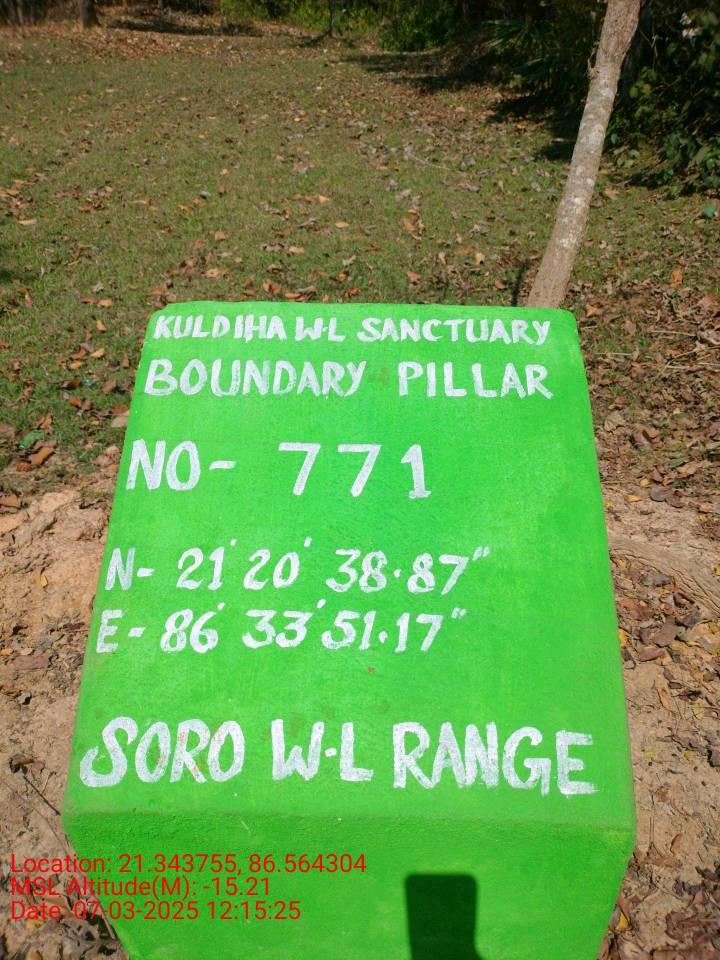 KULDIHA W·L SANCTUARY
BOUNDARY PILLAR
NO- 771
N- 21' 20' 38.87"
E- 86' 33' 51.17"
SORO W·L RANGE
Location: 21.343755, 86.564304
MSL Altitude(M): -15.21
Date: 07-03-2025 12:15:25